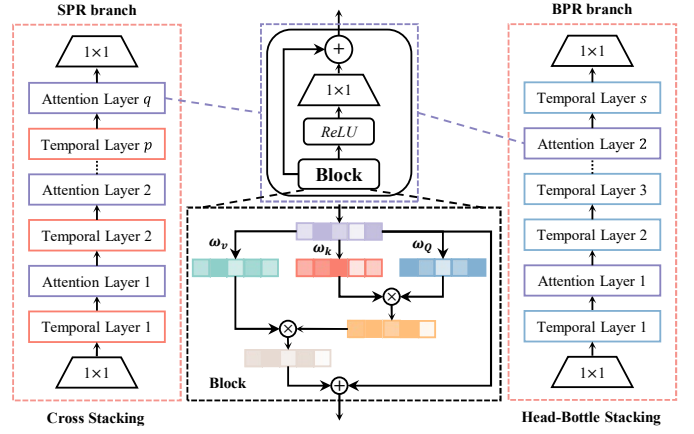 SPR branch
1×1
Attention Layer q
Temporal Layer p
Attention Layer 2
Temporal Layer 2
Attention Layer 1
Temporal Layer 1
1×1
Cross Stacking
+
1×1
ReLU
Block
ω_v
ω_k
ω_Q
×
×
+
Block
BPR branch
1×1
Temporal Layer s
Attention Layer 2
Temporal Layer 3
Temporal Layer 2
Attention Layer 1
Temporal Layer 1
1×1
Head-Bottle Stacking